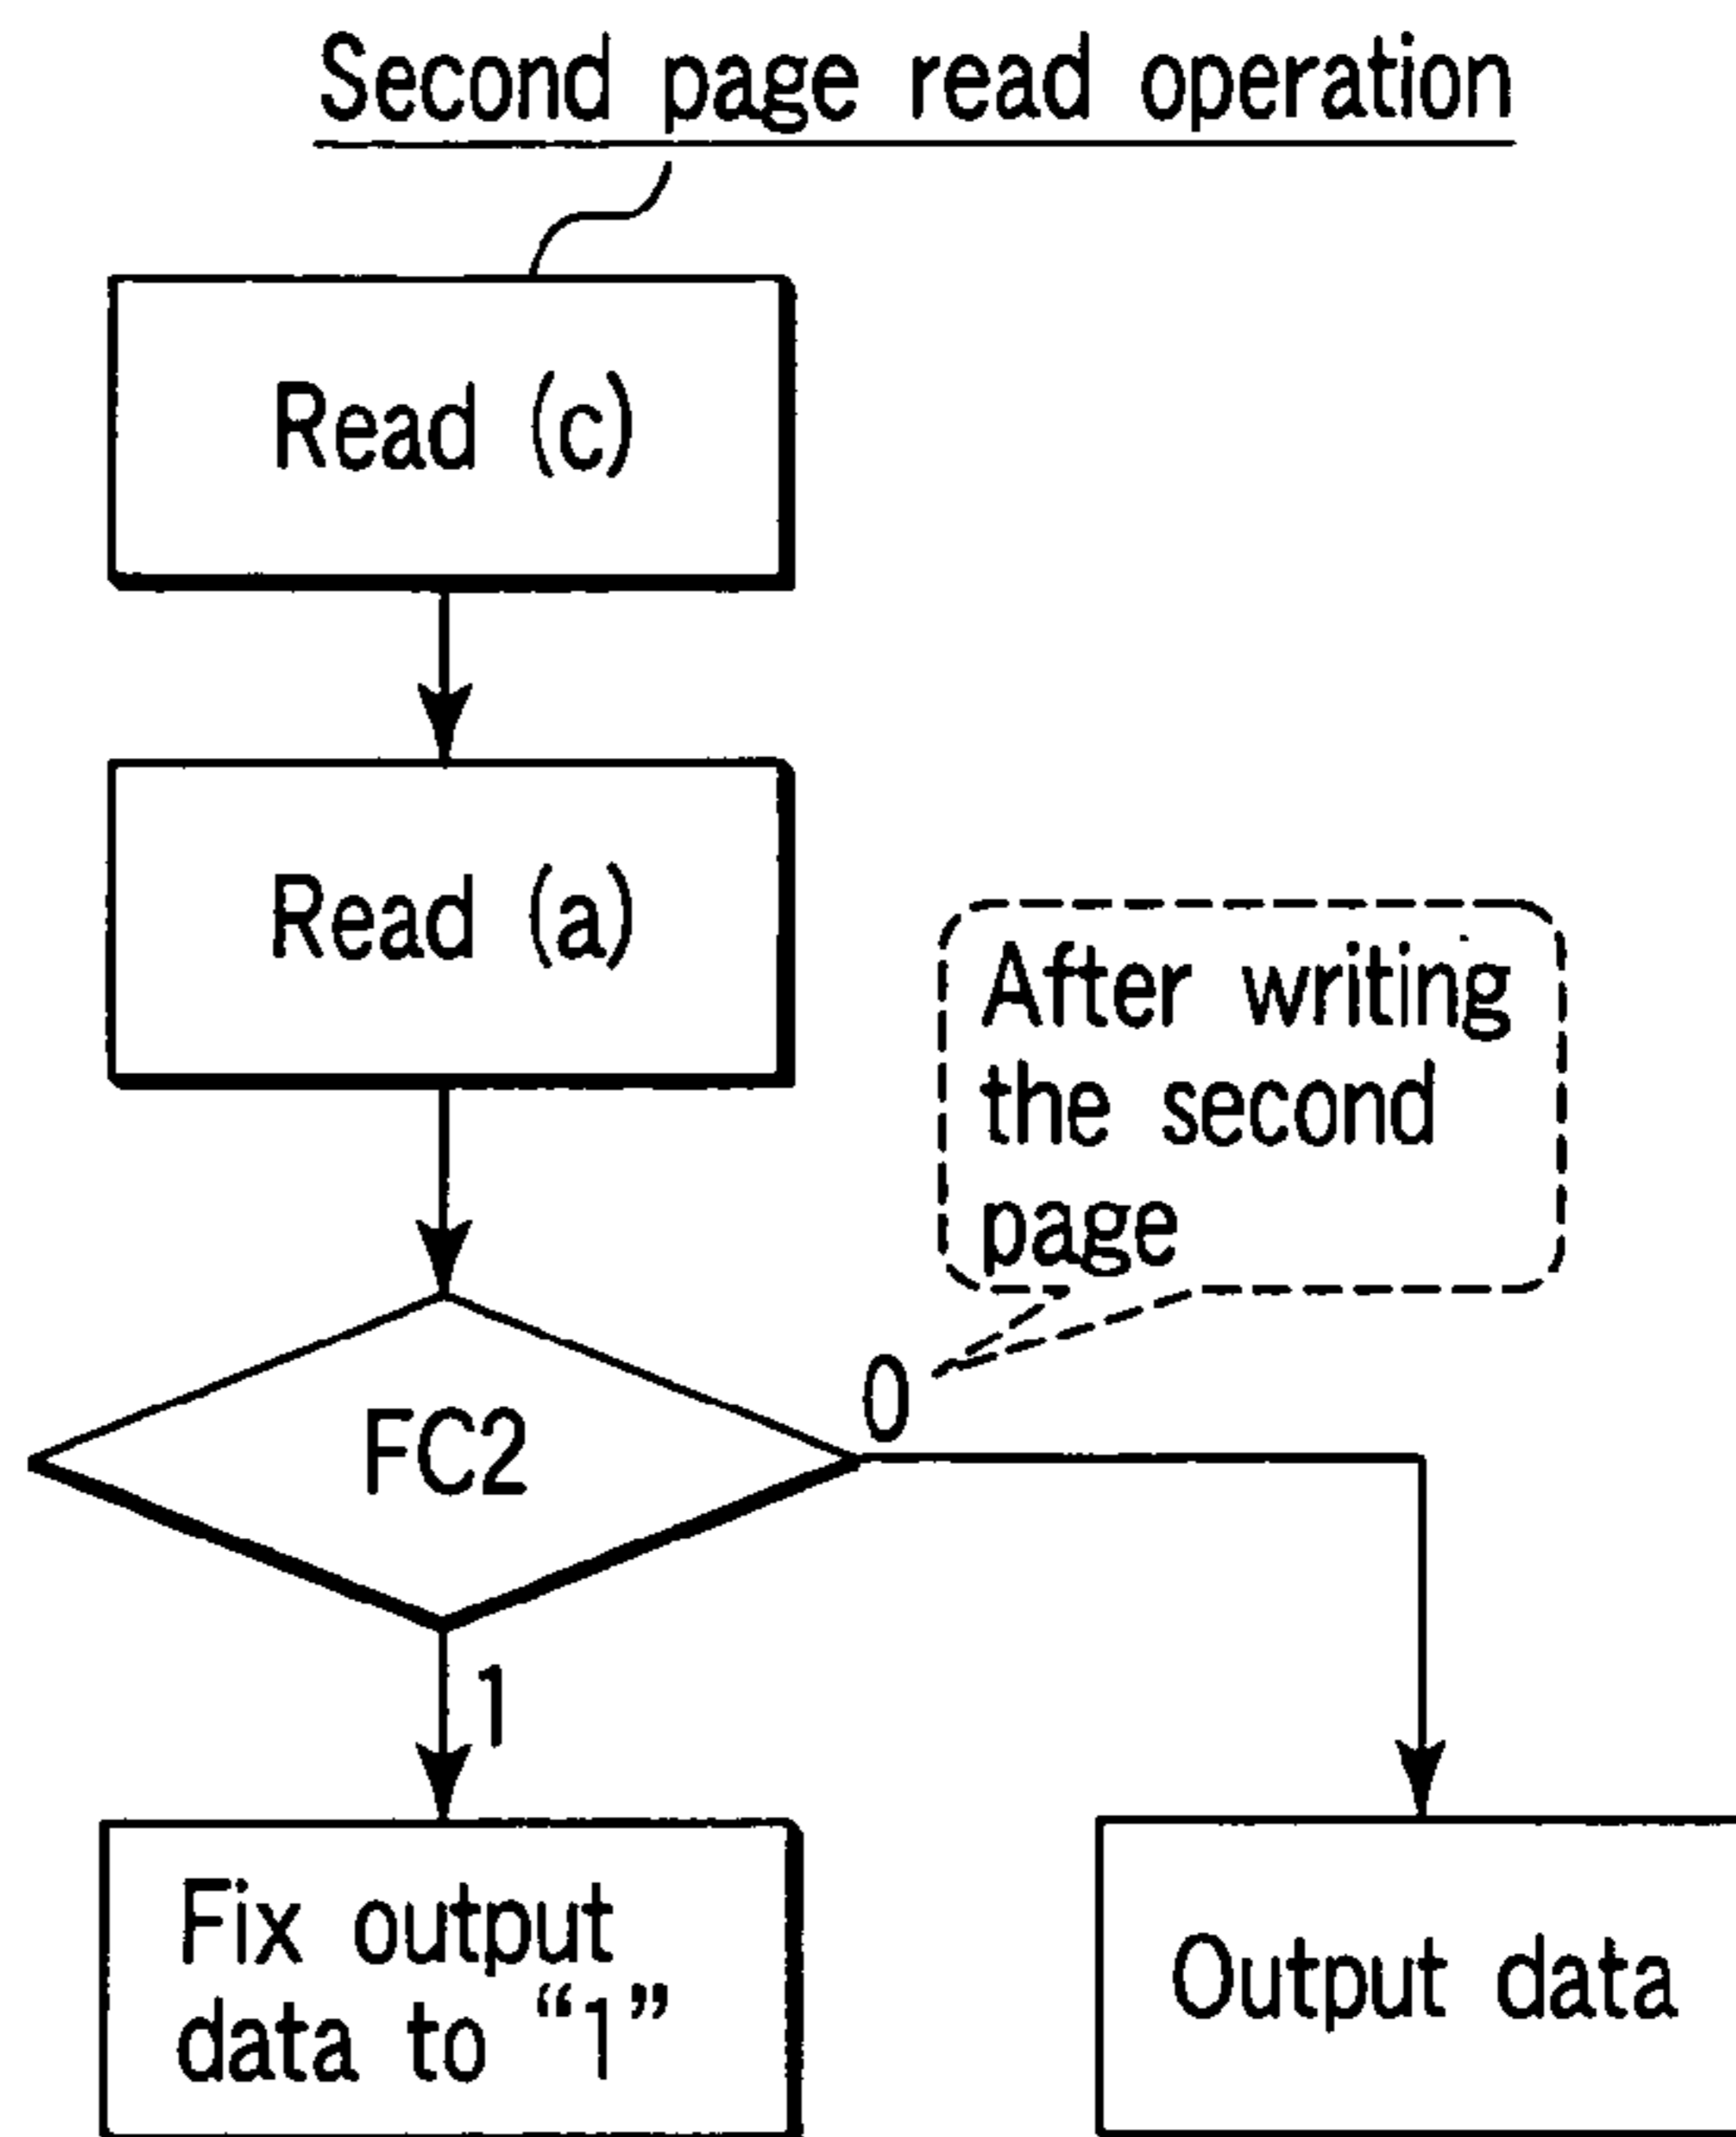 Second page read operation
Read (c)
Read (a)
After writing
the second
page
FC2
0
1
Fix output
data to “1”
Output data